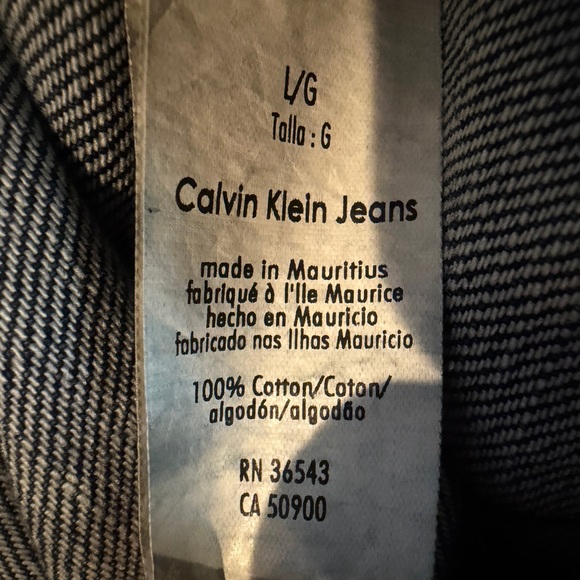 L/G
Talla : G
Calvin Klein Jeans
made in Mauritius
fabriqué à l'Ile Maurice
hecho en Mauricio
fabricado nas Ilhas Mauricio
100% Cotton/Coton/
algodón/algodão
RN 36543
CA 50900